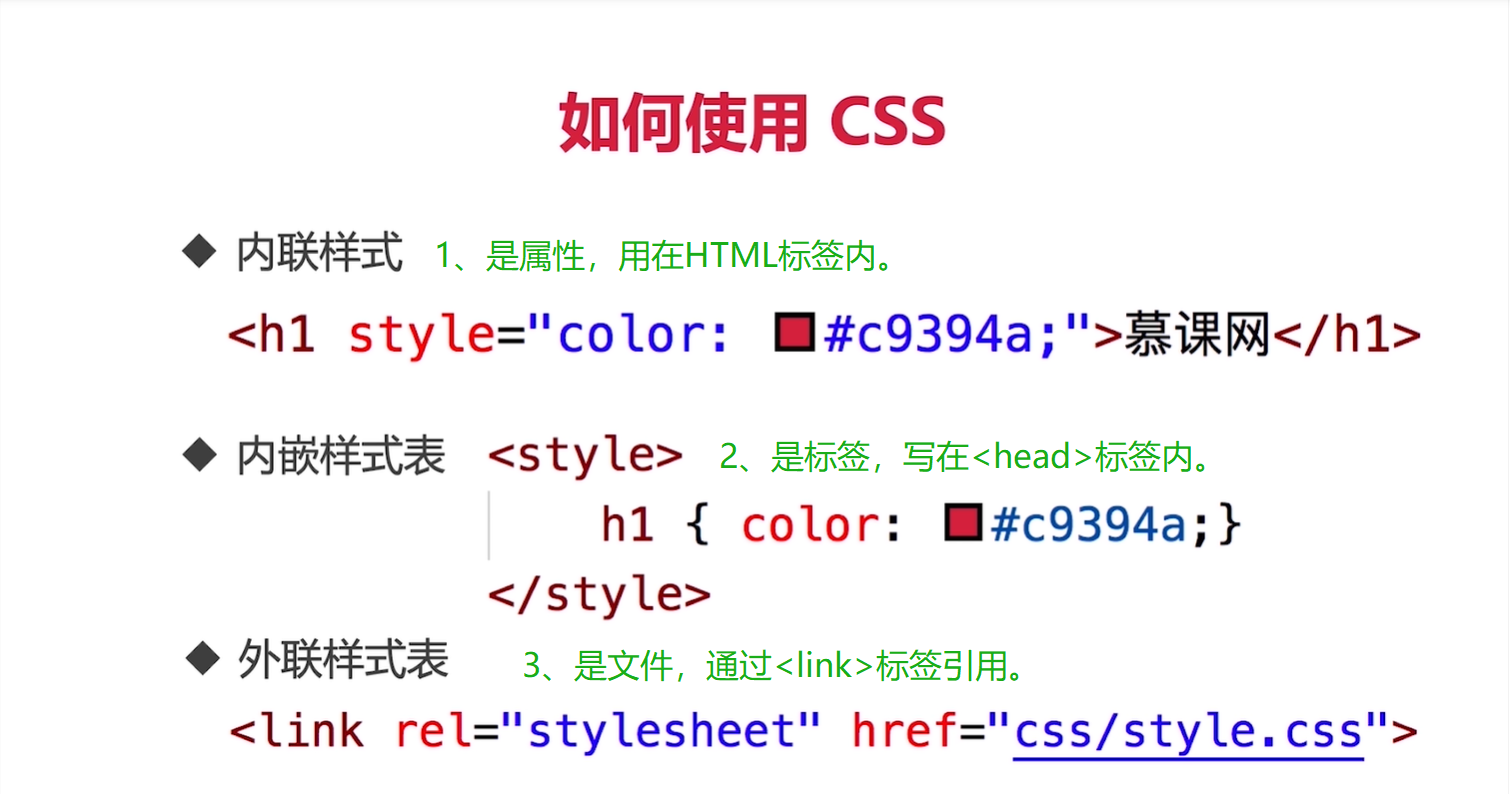 如何使用 CSS
◆ 内联样式 1、是属性，用在HTML标签内。
<h1 style="color: #c9394a;">慕课网</h1>
◆ 内嵌样式表 <style> 2、是标签，写在<head>标签内。
h1 { color: #c9394a;}
</style>
◆ 外联样式表 3、是文件，通过<link>标签引用。
<link rel="stylesheet" href="css/style.css">